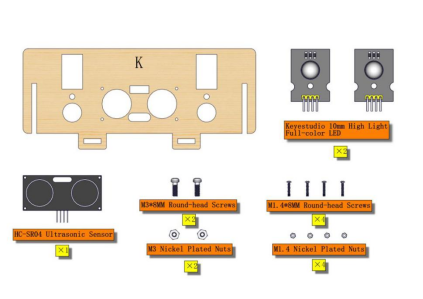 K
Keyestudio 10mm High Light
Full-color LED
×2
M3*8MM Round-head Screws
M1.4*8MM Round-head Screws
×2
×4
HC-SR04 Ultrasonic Sensor
M3 Nickel Plated Nuts
M1.4 Nickel Plated Nuts
×1
×2
×4